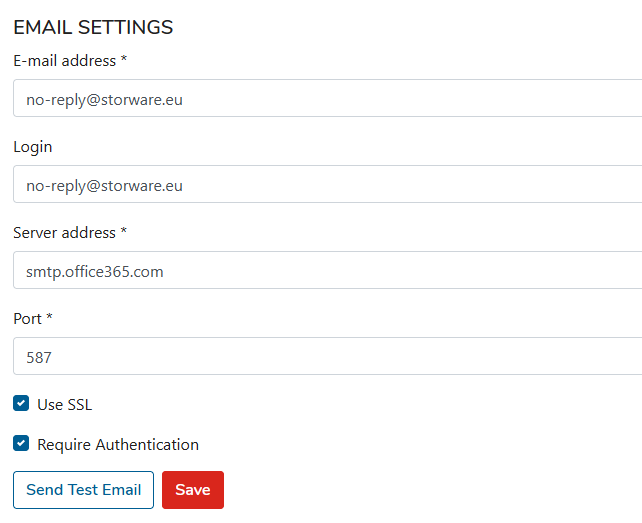 EMAIL SETTINGS
E-mail address *
no-reply@storware.eu
Login
no-reply@storware.eu
Server address *
smtp.office365.com
Port *
587
Use SSL
Require Authentication
Send Test Email Save